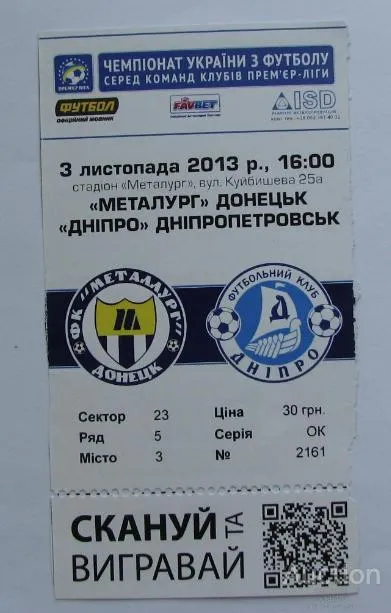 ЧЕМПІОНАТ УКРАЇНИ З ФУТБОЛУ
СЕРЕД КОМАНД КЛУБІВ ПРЕМ'ЄР-ЛІГИ
ФУТБОЛ
FAVBET
ISD
3 листопада 2013 р., 16:00
стадіон «Металург», вул. Куйбишева 25а
«МЕТАЛУРГ» ДОНЕЦЬК
«ДНІПРО» ДНІПРОПЕТРОВСЬК
ФК "МЕТАЛЛУРГ"
М
ДОНЕЦК
ФУТБОЛЬНИЙ КЛУБ
Д
ДНІПРО
Сектор 23 Ціна 30 грн.
Ряд 5 Серія ОК
Місто 3 № 2161
СКАНУЙ ТА
ВИГРАВАЙ